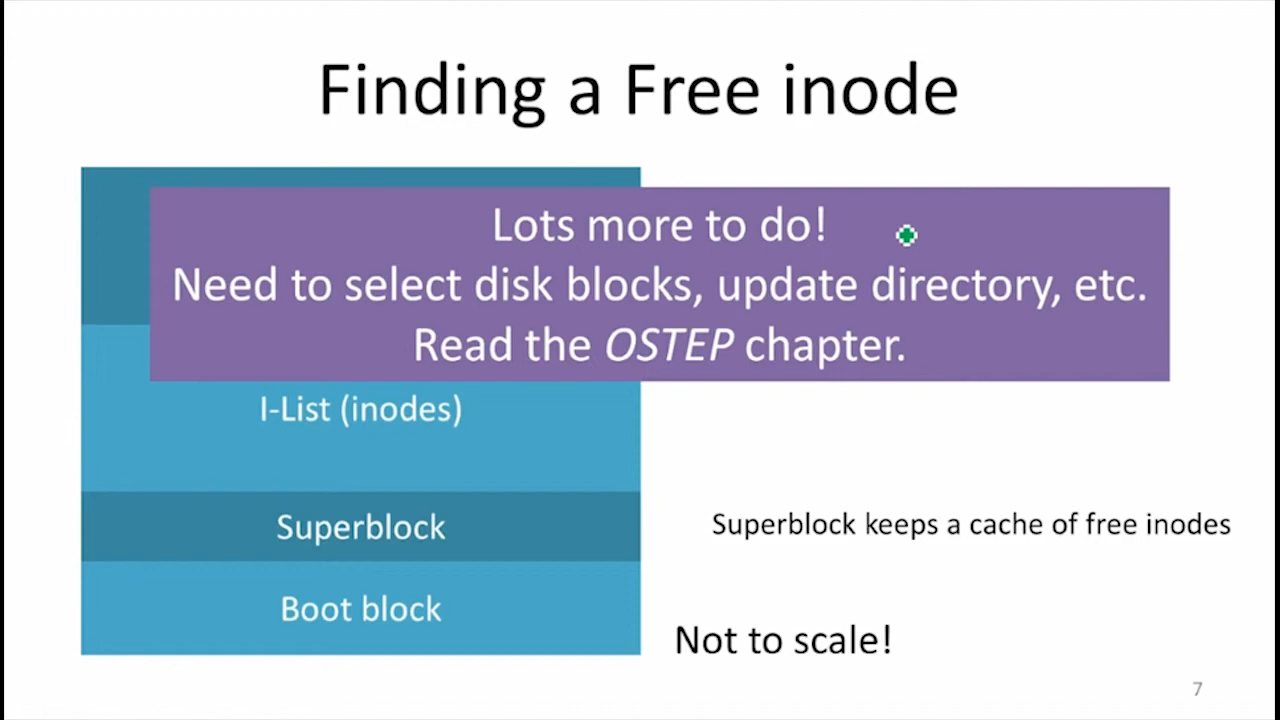 Finding a Free inode
Lots more to do!
Need to select disk blocks, update directory, etc.
Read the OSTEP chapter.
I-List (inodes)
Superblock
Superblock keeps a cache of free inodes
Boot block
Not to scale!
7